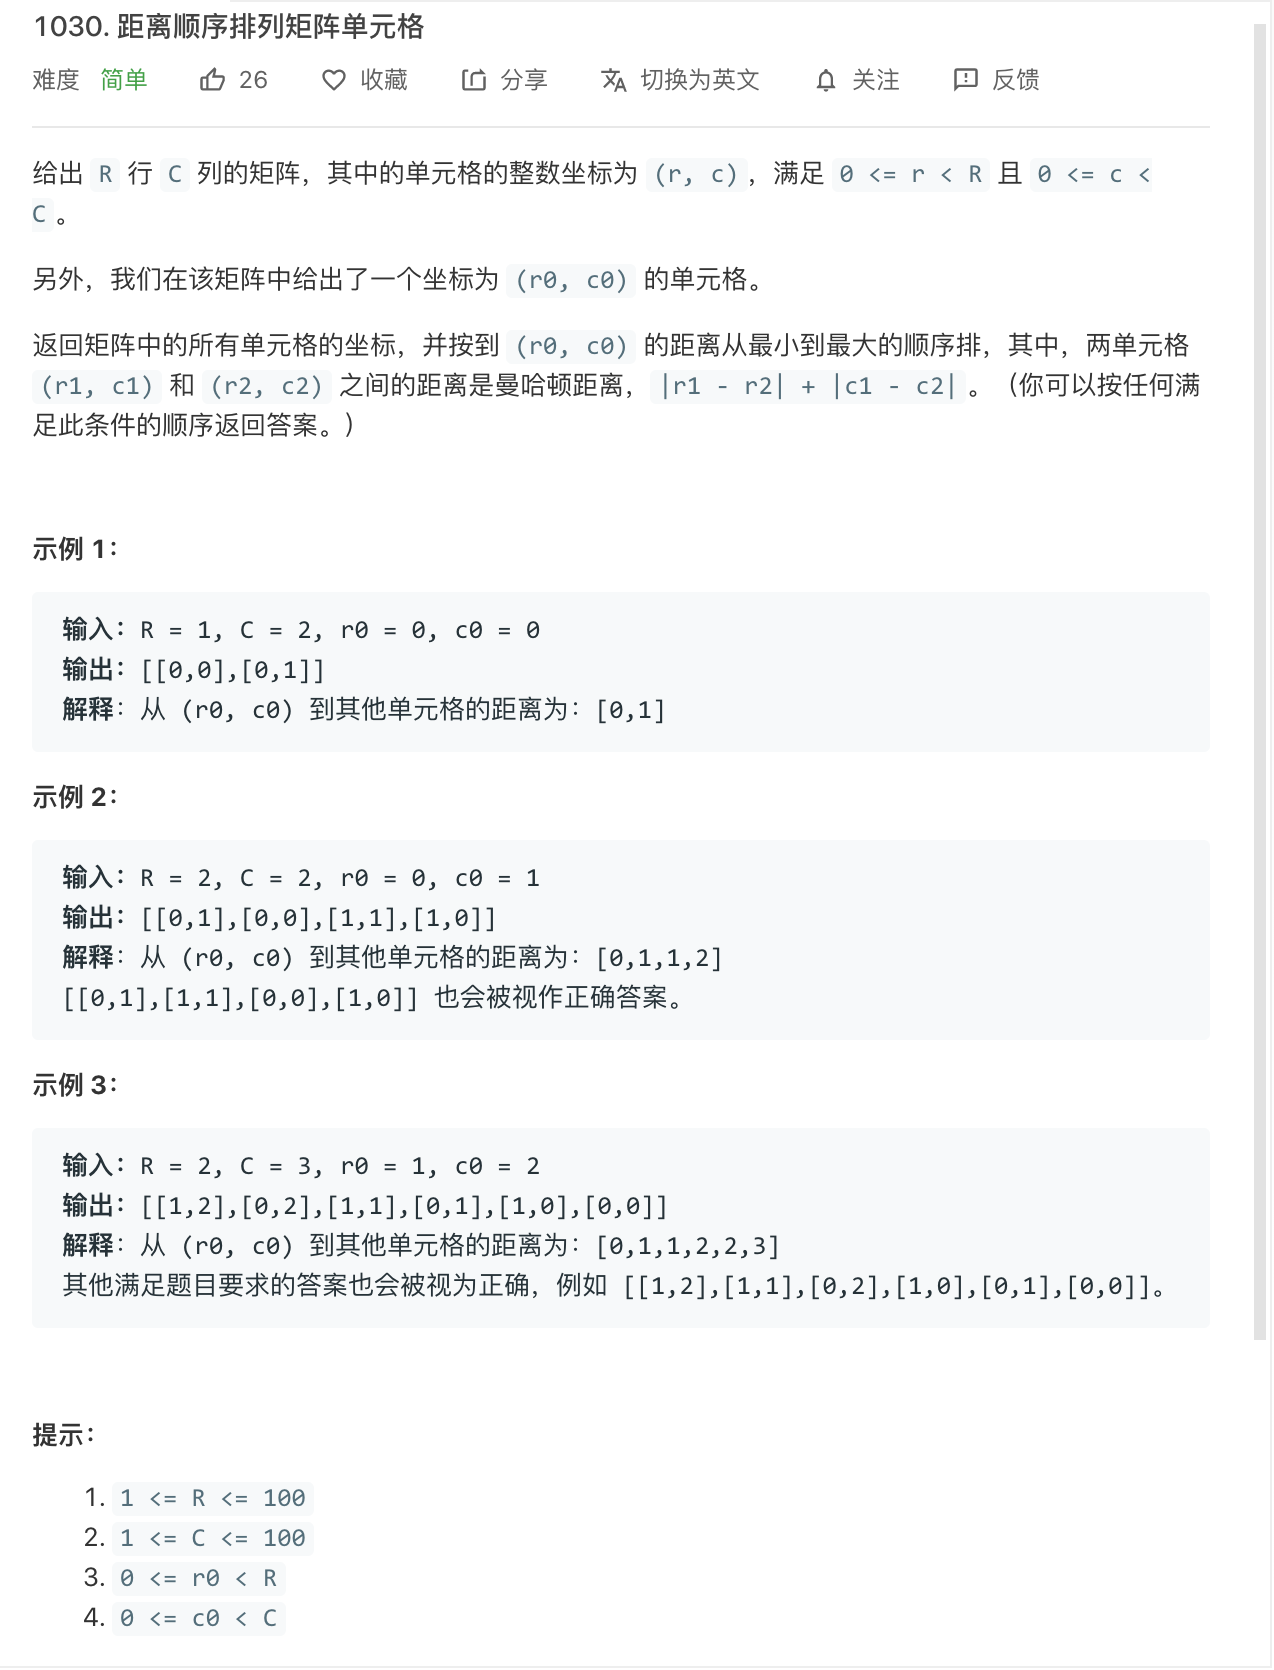 1030. 距离顺序排列矩阵单元格
难度 简单 26 收藏 分享 切换为英文 关注 反馈
给出 R 行 C 列的矩阵，其中的单元格的整数坐标为 (r, c)，满足 0 <= r < R 且 0 <= c <
C。
另外，我们在该矩阵中给出了一个坐标为 (r0, c0) 的单元格。
返回矩阵中的所有单元格的坐标，并按到 (r0, c0) 的距离从最小到最大的顺序排，其中，两单元格
(r1, c1) 和 (r2, c2) 之间的距离是曼哈顿距离，|r1 - r2| + |c1 - c2|。（你可以按任何满
足此条件的顺序返回答案。）
示例 1：
输入：R = 1, C = 2, r0 = 0, c0 = 0
输出：[[0,0],[0,1]]
解释：从 (r0, c0) 到其他单元格的距离为：[0,1]
示例 2：
输入：R = 2, C = 2, r0 = 0, c0 = 1
输出：[[0,1],[0,0],[1,1],[1,0]]
解释：从 (r0, c0) 到其他单元格的距离为：[0,1,1,2]
[[0,1],[1,1],[0,0],[1,0]] 也会被视作正确答案。
示例 3：
输入：R = 2, C = 3, r0 = 1, c0 = 2
输出：[[1,2],[0,2],[1,1],[0,1],[1,0],[0,0]]
解释：从 (r0, c0) 到其他单元格的距离为：[0,1,1,2,2,3]
其他满足题目要求的答案也会被视为正确，例如 [[1,2],[1,1],[0,2],[1,0],[0,1],[0,0]]。
提示：
1. 1 <= R <= 100
2. 1 <= C <= 100
3. 0 <= r0 < R
4. 0 <= c0 < C